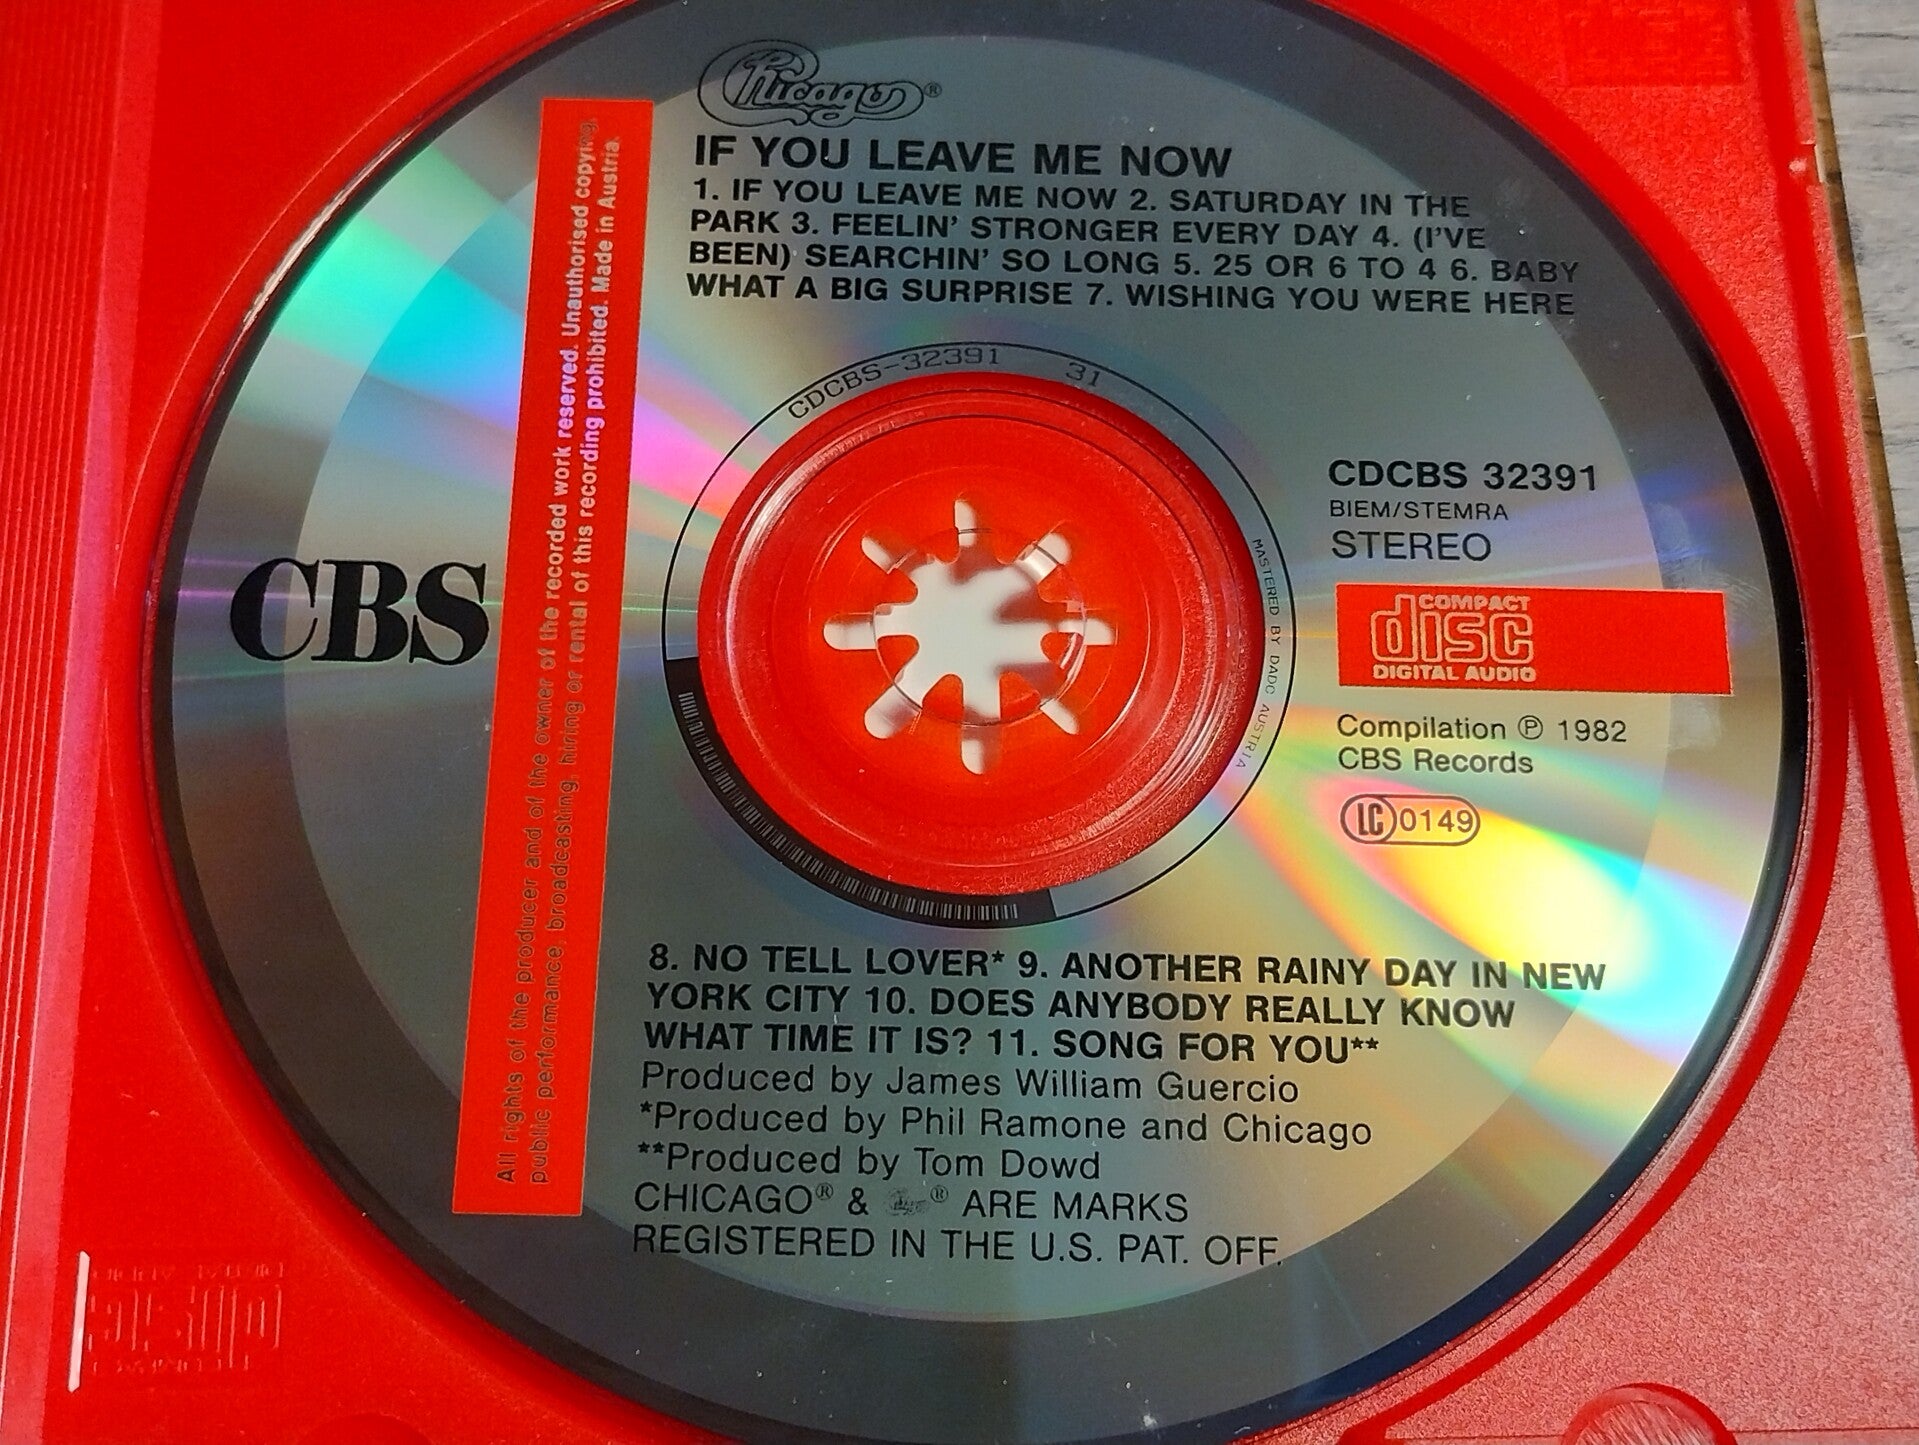 Chicago®
IF YOU LEAVE ME NOW
1. IF YOU LEAVE ME NOW 2. SATURDAY IN THE
PARK 3. FEELIN' STRONGER EVERY DAY 4. (I'VE
BEEN) SEARCHIN' SO LONG 5. 25 OR 6 TO 4 6. BABY
WHAT A BIG SURPRISE 7. WISHING YOU WERE HERE
CDCBS-32391 31
CDCBS 32391
BIEM/STEMRA
STEREO
COMPACT
disc
DIGITAL AUDIO
MASTERED BY DADC AUSTRIA
CBS
All rights of the producer and of the owner of the recorded work reserved. Unauthorised copying,
public performance, broadcasting, hiring or rental of this recording prohibited. Made in Austria.
Compilation ℗ 1982
CBS Records
LC 0149
8. NO TELL LOVER* 9. ANOTHER RAINY DAY IN NEW
YORK CITY 10. DOES ANYBODY REALLY KNOW
WHAT TIME IT IS? 11. SONG FOR YOU**
Produced by James William Guercio
*Produced by Phil Ramone and Chicago
**Produced by Tom Dowd
CHICAGO® & ® ARE MARKS
REGISTERED IN THE U.S. PAT. OFF.